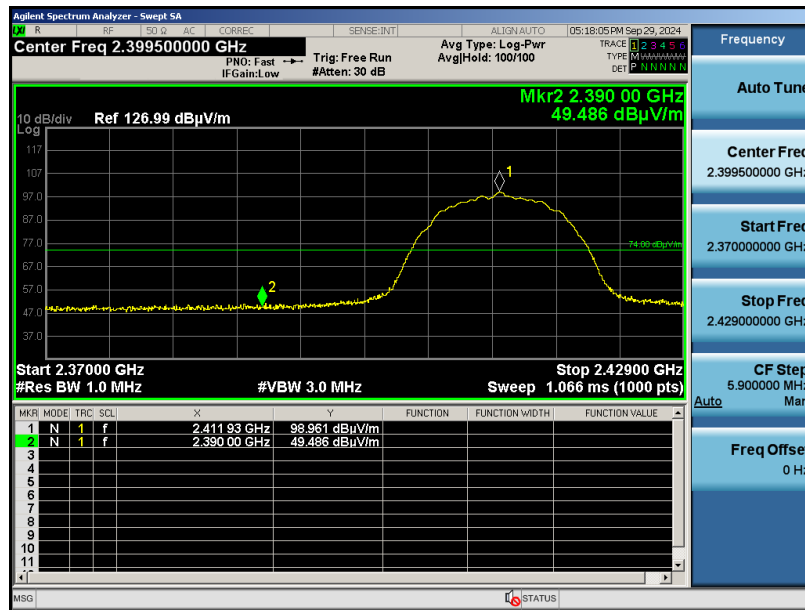 Agilent Spectrum Analyzer - Swept SA
LXI R RF 50 Ω AC CORREC SENSE:INT ALIGN AUTO 05:18:05 PM Sep 29, 2024
Center Freq 2.399500000 GHz
PNO: Fast
IFGain:Low
Trig: Free Run
#Atten: 30 dB
Avg Type: Log-Pwr
Avg|Hold: 100/100
TRACE 1 2 3 4 5 6
TYPE M
DET P N N N N N
Mkr2 2.390 00 GHz
49.486 dBµV/m
10 dB/div Ref 126.99 dBµV/m
Log
117
107
97.0
87.0
77.0
67.0
57.0
47.0
37.0
1
2
74.00 dBµV/m
Start 2.37000 GHz Stop 2.42900 GHz
#Res BW 1.0 MHz #VBW 3.0 MHz Sweep 1.066 ms (1000 pts)
MKR MODE TRC SCL X Y FUNCTION FUNCTION WIDTH FUNCTION VALUE
1 N 1 f 2.411 93 GHz 98.961 dBµV/m
2 N 1 f 2.390 00 GHz 49.486 dBµV/m
3
4
5
6
7
8
9
10
11
MSG STATUS
Frequency
Auto Tune
Center Freq
2.399500000 GHz
Start Freq
2.370000000 GHz
Stop Freq
2.429000000 GHz
CF Step
5.900000 MHz
Auto Man
Freq Offset
0 Hz